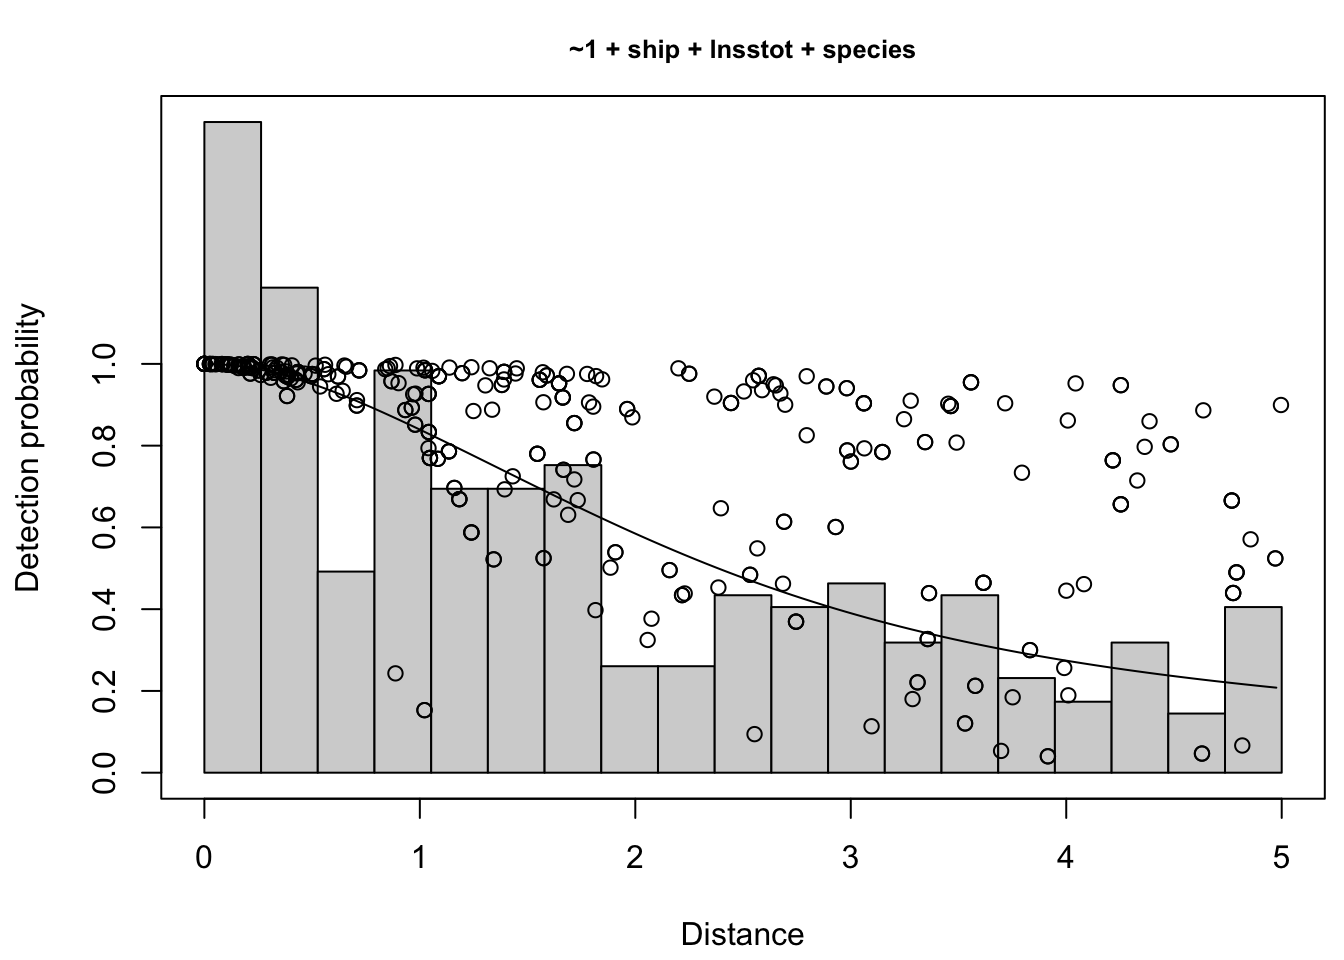 ~1 + ship + lnsstot + species
Detection probability
1.0
0.8
0.6
0.4
0.2
0.0
0 1 2 3 4 5
Distance